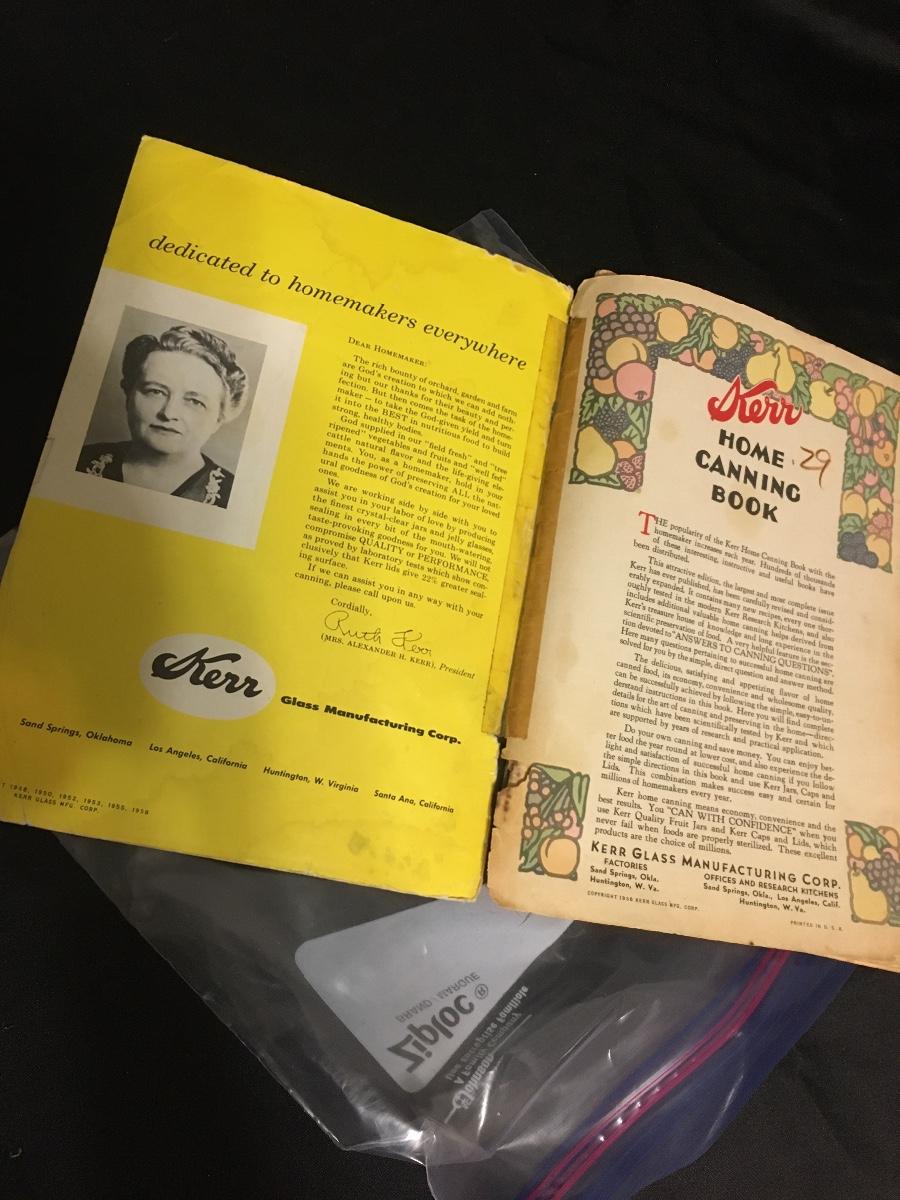 dedicated to homemakers everywhere
DEAR HOMEMAKER:
The rich bounty of orchard, garden and farm
are God's creation to which we can add noth-
ing but our thanks for their beauty and per-
fection. But then comes the task of the home-
maker — to take the God-given yield and turn
it into the BEST in nutritious food to build
strong, healthy bodies.
God supplied in our "field fresh" and "tree
ripened" vegetables and fruits and "well fed"
cattle natural flavor and the life-giving ele-
ments. You, as a homemaker, hold in your
hands the power of preserving ALL the nat-
ural goodness of God's creation for your loved
ones.
We are working side by side with you to
assist you in your labor of love by producing
the finest crystal-clear jars and jelly glasses,
sealing in every bit of the mouth-watering,
taste-provoking goodness for you. We will not
compromise QUALITY or PERFORMANCE,
as proved by laboratory tests which show con-
clusively that Kerr lids give 22% greater seal-
ing surface.
If we can assist you in any way with your
canning, please call upon us.
Cordially,
Ruth Kerr
(MRS. ALEXANDER H. KERR), President
Kerr
Glass Manufacturing Corp.
Sand Springs, Oklahoma Los Angeles, California Huntington, W. Virginia Santa Ana, California
T 1948, 1950, 1952, 1953, 1955, 1958
KERR GLASS MFG. CORP.
Kerr
HOME
CANNING
BOOK
29
THE popularity of the Kerr Home Canning Book with the
homemaker increases each year. Hundreds of thousands
of these interesting, instructive and useful books have
been distributed.
This attractive edition, the largest and most complete issue
Kerr has ever published, has been carefully revised and consid-
erably expanded. It contains many new recipes, every one thor-
oughly tested in the modern Kerr Research Kitchens, and also
includes additional valuable home canning helps derived from
Kerr's treasure house of knowledge and long experience in the
scientific preservation of food. A very helpful feature is the sec-
tion devoted to "ANSWERS TO CANNING QUESTIONS".
Here many questions pertaining to successful home canning are
solved for you by the simple, direct question and answer method.
The delicious, satisfying and appetizing flavor of home
canned food, its economy, convenience and wholesome quality,
can be successfully achieved by following the simple, easy-to-un-
derstand instructions in this book. Here you will find complete
details for the art of canning and preserving in the home—direc-
tions which have been scientifically tested by Kerr and which
are supported by years of research and practical application.
Do your own canning and save money. You can enjoy bet-
ter food the year round at lower cost, and also experience the de-
light and satisfaction of successful home canning if you follow
the simple directions in this book and use Kerr Jars, Caps and
Lids. This combination makes success easy and certain for
millions of homemakers every year.
Kerr home canning means economy, convenience and the
best results. You "CAN WITH CONFIDENCE" when you
use Kerr Quality Fruit Jars and Kerr Caps and Lids, which
never fail when foods are properly sterilized. These excellent
products are the choice of millions.
KERR GLASS MANUFACTURING CORP.
FACTORIES
Sand Springs, Okla.
Huntington, W. Va.
OFFICES AND RESEARCH KITCHENS
Sand Springs, Okla., Los Angeles, Calif.
Huntington, W. Va.
COPYRIGHT 1958 KERR GLASS MFG. CORP.
PRINTED IN U. S. A.
Ziploc®
BRAND / MARQUE
SC Johnson
A Family Company
Une Entreprise Familiale